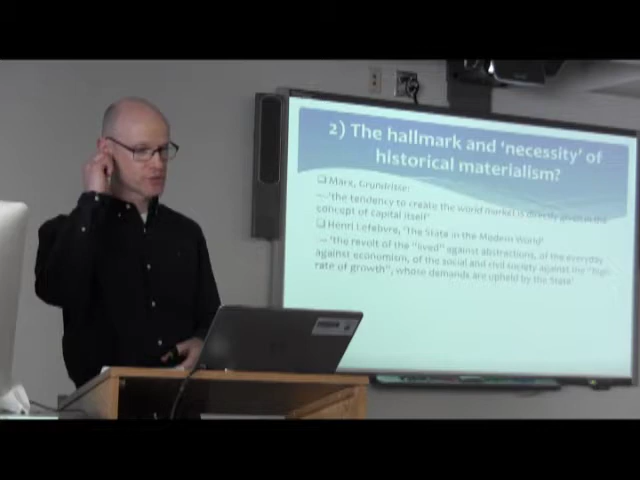 2) The hallmark and ‘necessity’ of
historical materialism?
❑ Marx, Grundrisse:
– ‘the tendency to create the world market is directly given in the
concept of capital itself’
❑ Henri Lefebvre, ‘The State in the Modern World’
– ‘the revolt of the “lived” against abstractions, of the everyday
against economism, of the social and civil society against the “high
rate of growth”, whose demands are upheld by the State’